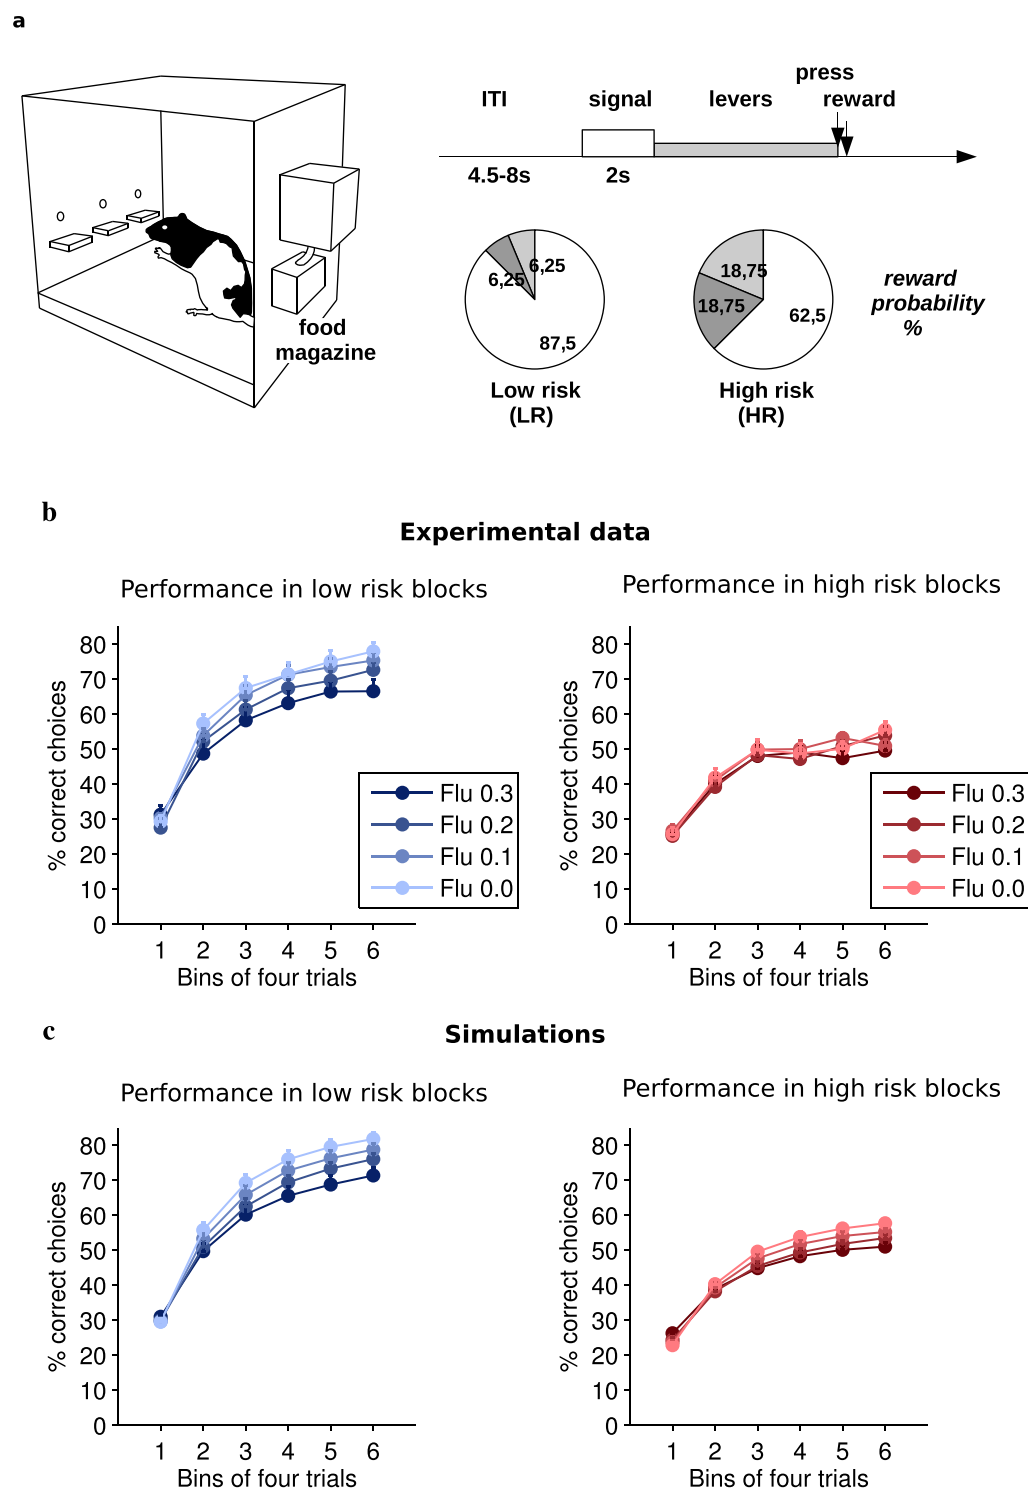 a
press
ITI signal levers reward
4.5-8s 2s
food
magazine
6,25
6,25
87,5
Low risk
(LR)
18,75
18,75
62,5
High risk
(HR)
reward
probability
%
b
Experimental data
Performance in low risk blocks
% correct choices
80
70
60
50
40
30
20
10
0
1 2 3 4 5 6
Bins of four trials
Flu 0.3
Flu 0.2
Flu 0.1
Flu 0.0
Performance in high risk blocks
% correct choices
80
70
60
50
40
30
20
10
0
1 2 3 4 5 6
Bins of four trials
Flu 0.3
Flu 0.2
Flu 0.1
Flu 0.0
c
Simulations
Performance in low risk blocks
% correct choices
80
70
60
50
40
30
20
10
0
1 2 3 4 5 6
Bins of four trials
Performance in high risk blocks
% correct choices
80
70
60
50
40
30
20
10
0
1 2 3 4 5 6
Bins of four trials